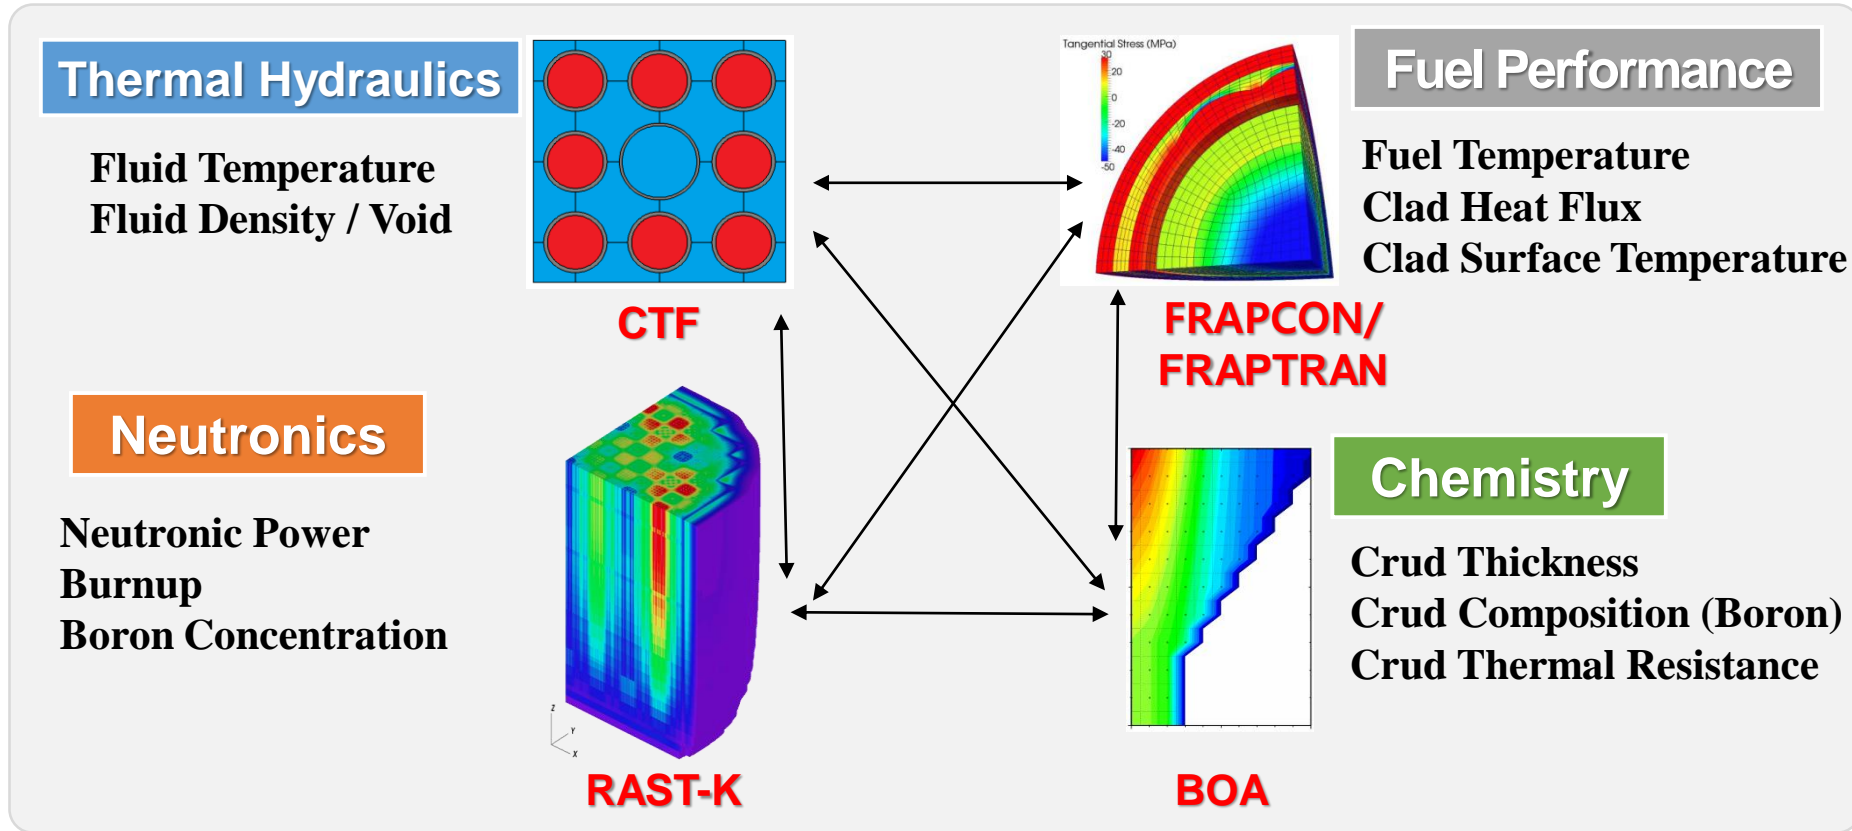 Thermal Hydraulics
Fluid Temperature
Fluid Density / Void
CTF
Tangential Stress (MPa)
30
20
0
-20
-40
-50
Fuel Performance
Fuel Temperature
Clad Heat Flux
Clad Surface Temperature
FRAPCON/
FRAPTRAN
Neutronics
Neutronic Power
Burnup
Boron Concentration
Z
Y
X
RAST-K
Chemistry
Crud Thickness
Crud Composition (Boron)
Crud Thermal Resistance
BOA